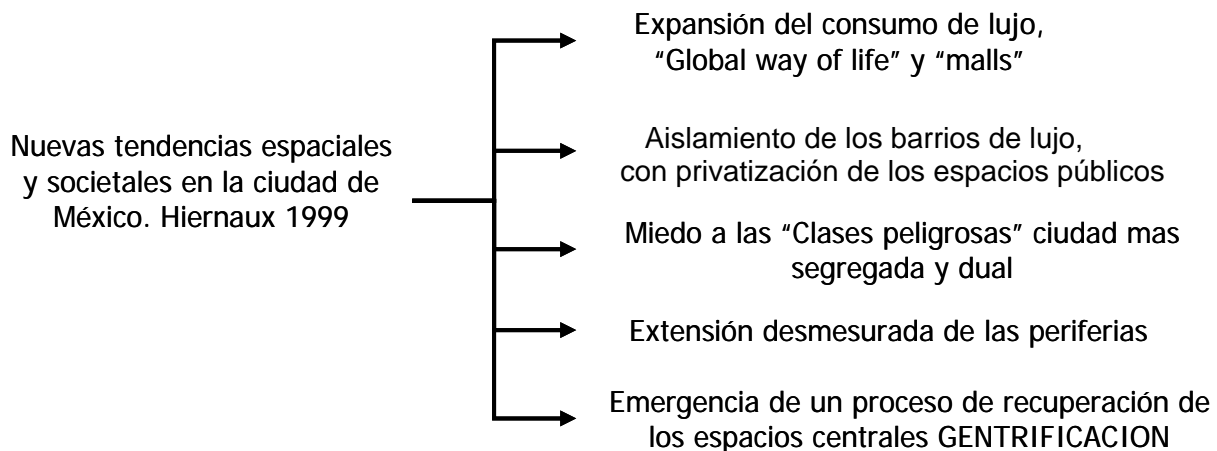 Nuevas tendencias espaciales
y societales en la ciudad de
México. Hiernaux 1999
Expansión del consumo de lujo,
“Global way of life” y “malls”
Aislamiento de los barrios de lujo,
con privatización de los espacios públicos
Miedo a las “Clases peligrosas” ciudad mas
segregada y dual
Extensión desmesurada de las periferias
Emergencia de un proceso de recuperación de
los espacios centrales GENTRIFICACION